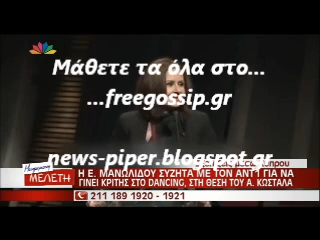 Μάθετε τα όλα στο...
...freegossip.gr
news-piper.blogspot.gr
ΜΕΛΕΤΗ
Η Ε. ΜΑΝΩΛΙΔΟΥ ΣΥΖΗΤΑ ΜΕ ΤΟΝ ΑΝΤ1 ΓΙΑ ΝΑ
ΓΙΝΕΙ ΚΡΙΤΗΣ ΣΤΟ DANCING, ΣΤΗ ΘΕΣΗ ΤΟΥ Α. ΚΩΣΤΑΛΑ
211 189 1920 - 1921